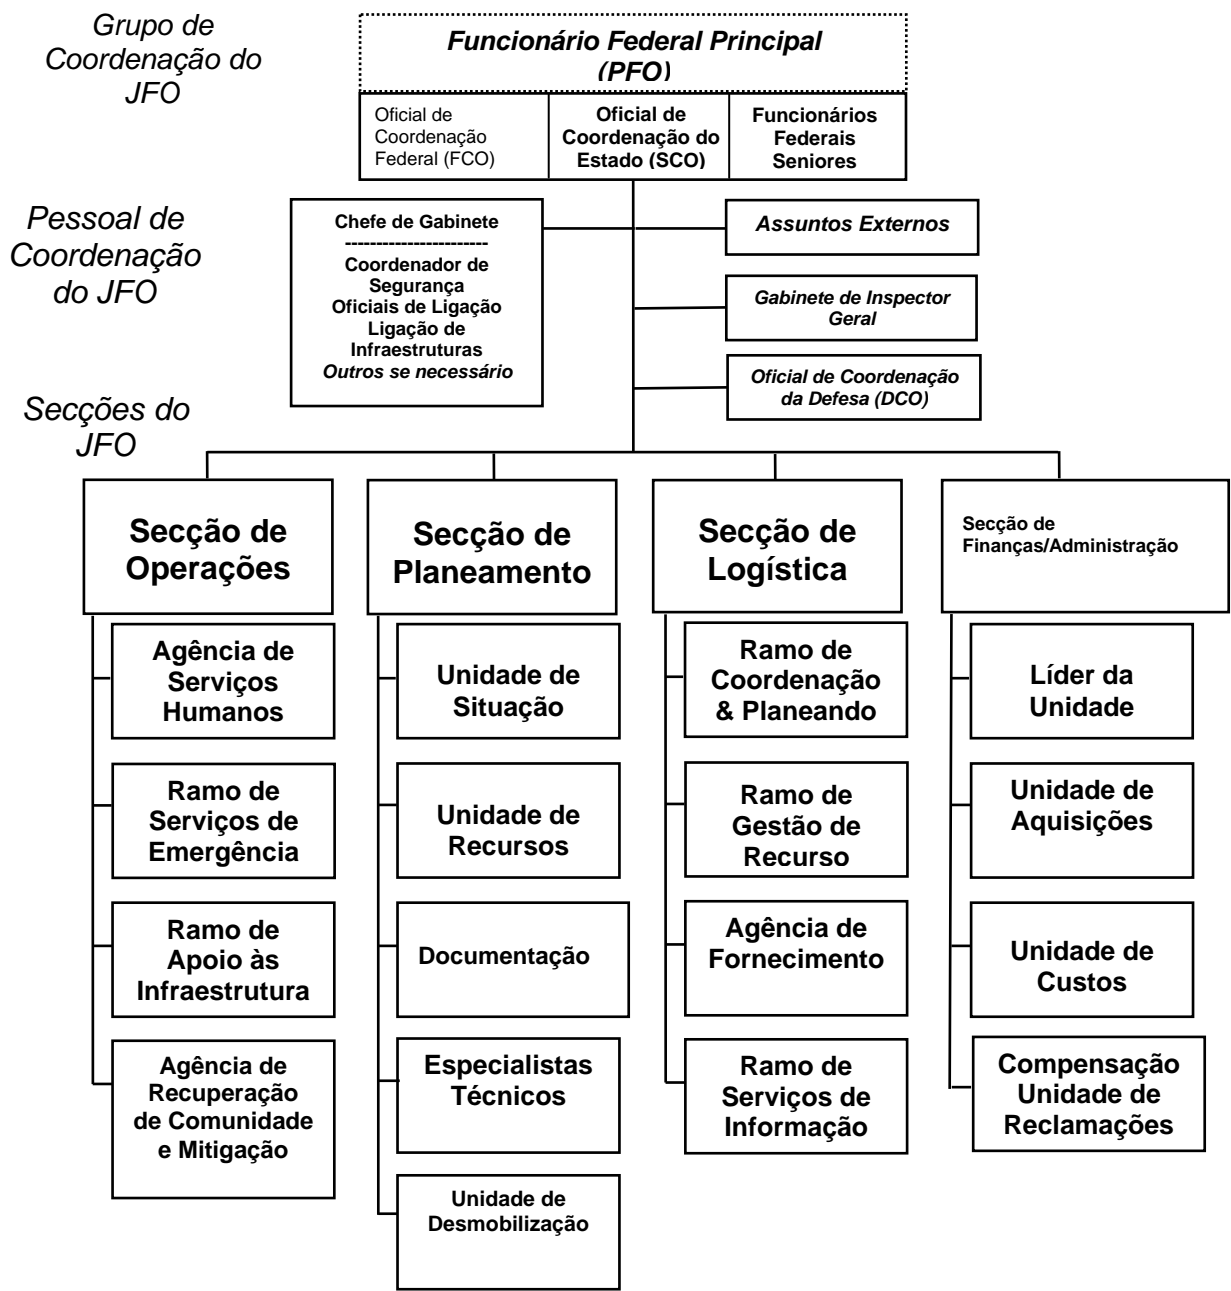 Grupo de
Coordenação do
JFO
Funcionário Federal Principal
(PFO)
Oficial de
Coordenação
Federal (FCO)
Oficial de
Coordenação do
Estado (SCO)
Funcionários
Federais
Seniores
Pessoal de
Coordenação
do JFO
Chefe de Gabinete
-----------------------
Coordenador de
Segurança
Oficiais de Ligação
Ligação de
Infraestruturas
Outros se necessário
Assuntos Externos
Gabinete de Inspector
Geral
Oficial de Coordenação
da Defesa (DCO)
Secções do
JFO
Secção de
Operações
Secção de
Planeamento
Secção de
Logística
Secção de
Finanças/Administração
Agência de
Serviços
Humanos
Unidade de
Situação
Ramo de
Coordenação
& Planeando
Líder da
Unidade
Ramo de
Serviços de
Emergência
Unidade de
Recursos
Ramo de
Gestão de
Recurso
Unidade de
Aquisições
Ramo de
Apoio às
Infraestrutura
Documentação
Agência de
Fornecimento
Unidade de
Custos
Agência de
Recuperação
de Comunidade
e Mitigação
Especialistas
Técnicos
Ramo de
Serviços de
Informação
Compensação
Unidade de
Reclamações
Unidade de
Desmobilização